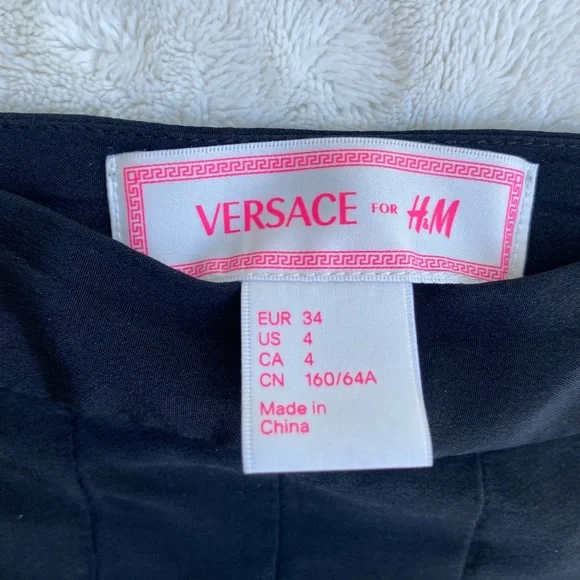 VERSACE FOR H&M
EUR 34
US 4
CA 4
CN 160/64A
Made in
China